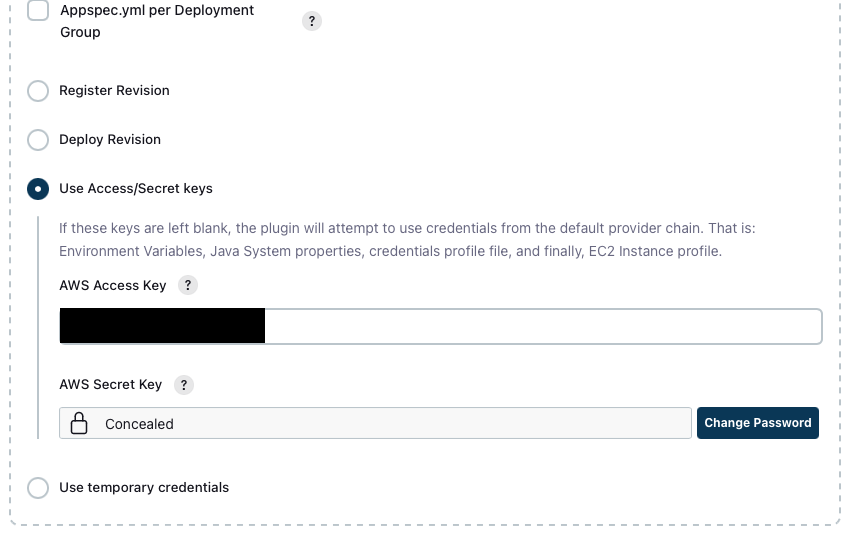 Appspec.yml per Deployment
Group
?
Register Revision
Deploy Revision
Use Access/Secret keys
If these keys are left blank, the plugin will attempt to use credentials from the default provider chain. That is:
Environment Variables, Java System properties, credentials profile file, and finally, EC2 Instance profile.
AWS Access Key ?
AWS Secret Key ?
Concealed
Change Password
Use temporary credentials